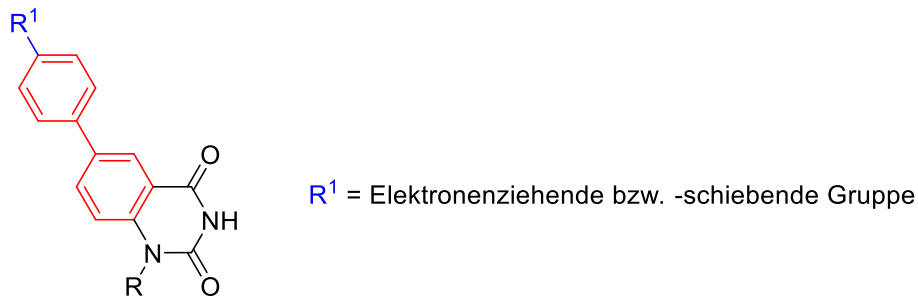 R¹
O
R¹ = Elektronenziehende bzw. -schiebende Gruppe
NH
N
R
O